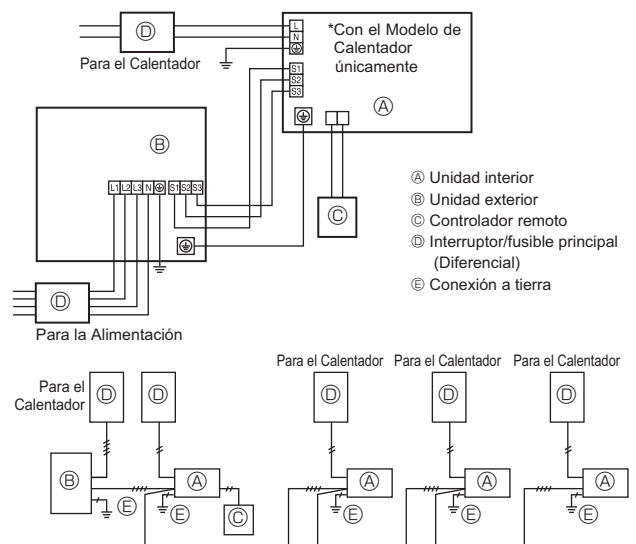 Ⓓ
Para el Calentador
L
N
*Con el Modelo de
Calentador
únicamente
S1
S2
S3
Ⓐ
Ⓑ
L1 L2 L3 N S1 S2 S3
Ⓒ
Ⓓ
Para la Alimentación
Ⓐ Unidad interior
Ⓑ Unidad exterior
Ⓒ Controlador remoto
Ⓓ Interruptor/fusible principal
(Diferencial)
Ⓔ Conexión a tierra
Para el
Calentador
Ⓓ
Ⓓ
Para el Calentador
Para el Calentador
Para el Calentador
Ⓓ
Ⓓ
Ⓓ
Ⓑ
Ⓔ
Ⓐ
Ⓔ
Ⓒ
Ⓐ
Ⓔ
Ⓐ
Ⓔ
Ⓐ
Ⓔ